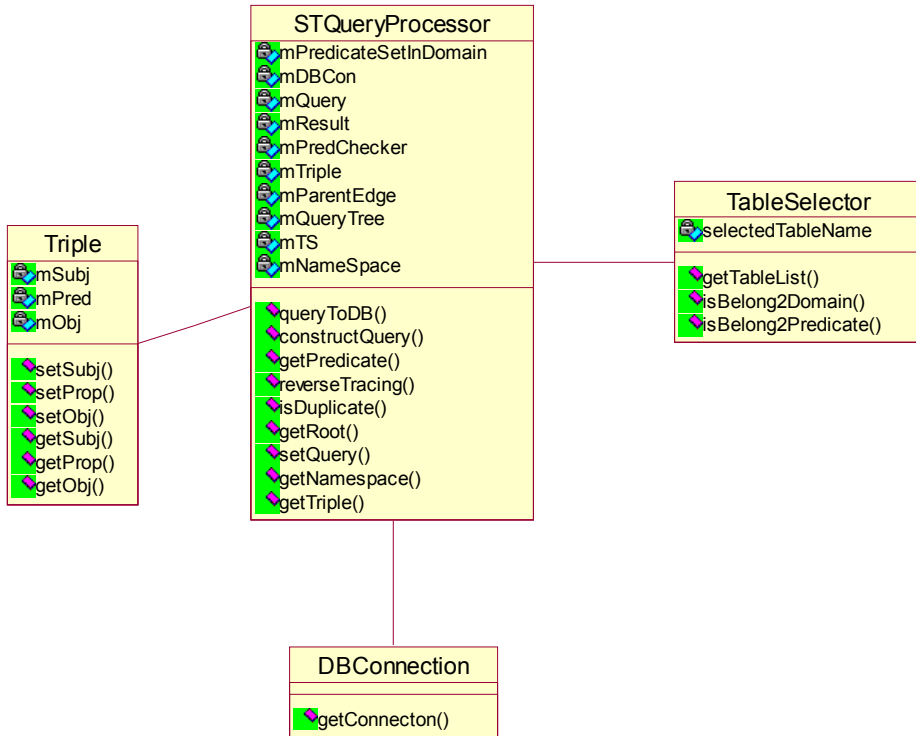 STQueryProcessor
mPredicateSetInDomain
mDBCon
mQuery
mResult
mPredChecker
mTriple
mParentEdge
mQueryTree
mTS
mNameSpace
queryToDB()
constructQuery()
getPredicate()
reverseTracing()
isDuplicate()
getRoot()
setQuery()
getNamespace()
getTriple()
Triple
mSubj
mPred
mObj
setSubj()
setProp()
setObj()
getSubj()
getProp()
getObj()
TableSelector
selectedTableName
getTableList()
isBelong2Domain()
isBelong2Predicate()
DBConnection
getConnecton()